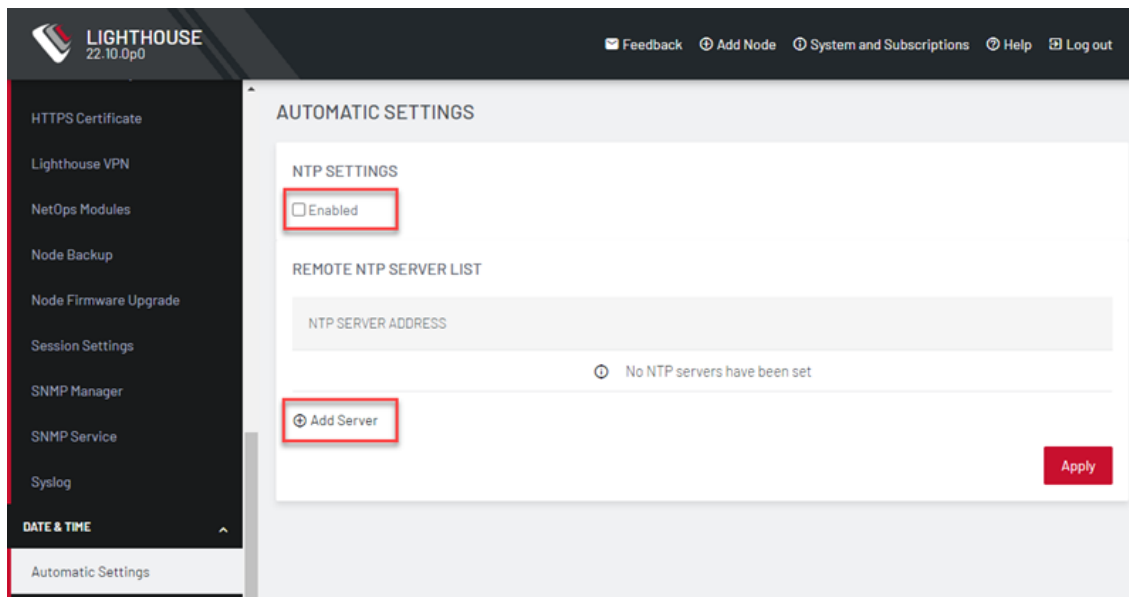 LIGHTHOUSE
22.10.0p0
Feedback Add Node System and Subscriptions Help Log out
HTTPS Certificate
Lighthouse VPN
NetOps Modules
Node Backup
Node Firmware Upgrade
Session Settings
SNMP Manager
SNMP Service
Syslog
DATE & TIME
Automatic Settings
AUTOMATIC SETTINGS
NTP SETTINGS
Enabled
REMOTE NTP SERVER LIST
NTP SERVER ADDRESS
No NTP servers have been set
Add Server
Apply